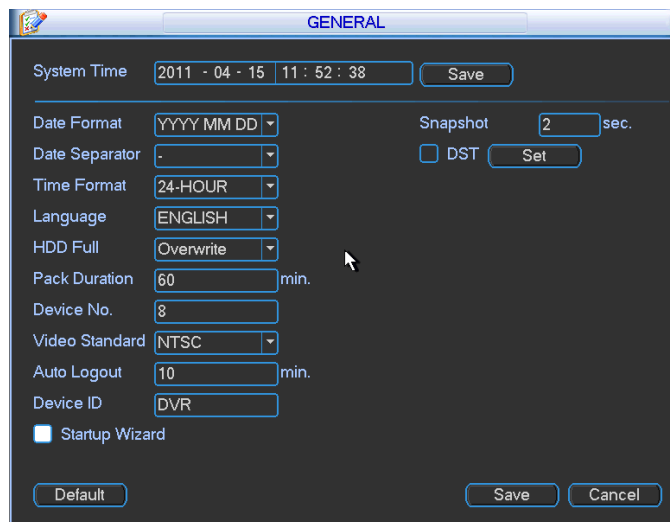 GENERAL
System Time 2011 - 04 - 15 11 : 52 : 38 Save
Date Format YYYY MM DD Snapshot 2 sec.
Date Separator - DST Set
Time Format 24-HOUR
Language ENGLISH
HDD Full Overwrite
Pack Duration 60 min.
Device No. 8
Video Standard NTSC
Auto Logout 10 min.
Device ID DVR
Startup Wizard
Default Save Cancel